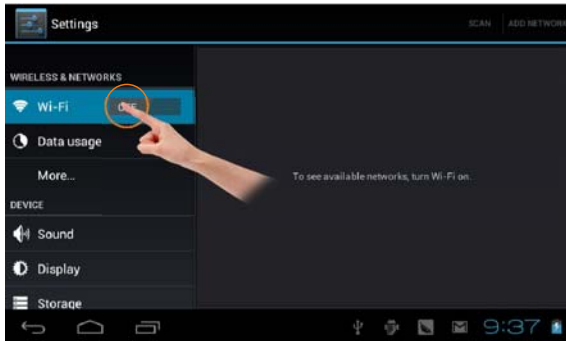 Settings
SCAN ADD NETWORK
WIRELESS & NETWORKS
Wi-Fi OFF
Data usage
More...
To see available networks, turn Wi-Fi on.
DEVICE
Sound
Display
Storage
9:37